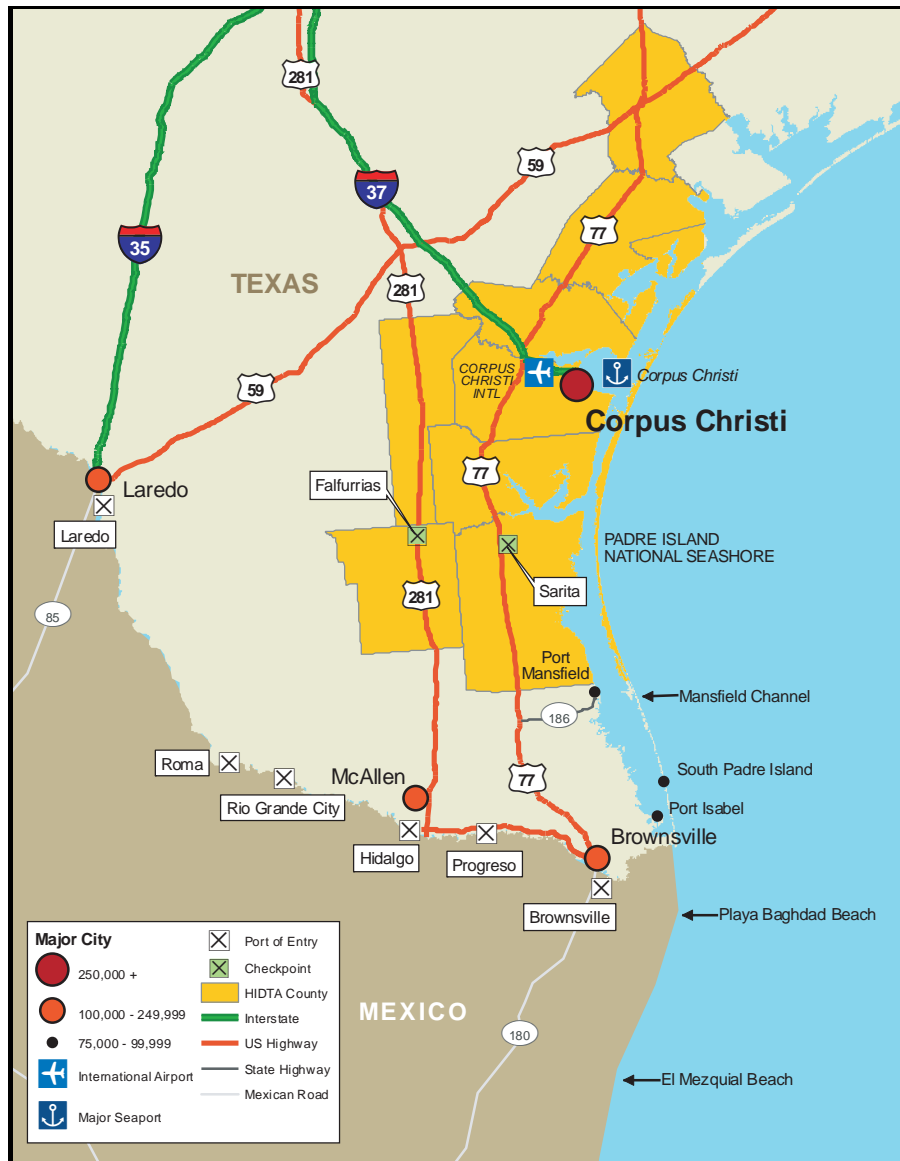 281
59
37
77
35
TEXAS
281
CORPUS
CHRISTI
INTL
Corpus Christi
59
Corpus Christi
77
Laredo
Falfurrias
Laredo
PADRE ISLAND
NATIONAL SEASHORE
Sarita
281
85
Port
Mansfield
Mansfield Channel
186
Roma
McAllen
77
South Padre Island
Rio Grande City
Port Isabel
Hidalgo
Progreso
Brownsville
Brownsville
Playa Baghdad Beach
Major City
250,000 +
100,000 - 249,999
75,000 - 99,999
International Airport
Major Seaport
Port of Entry
Checkpoint
HIDTA County
Interstate
US Highway
State Highway
Mexican Road
MEXICO
180
El Mezquial Beach